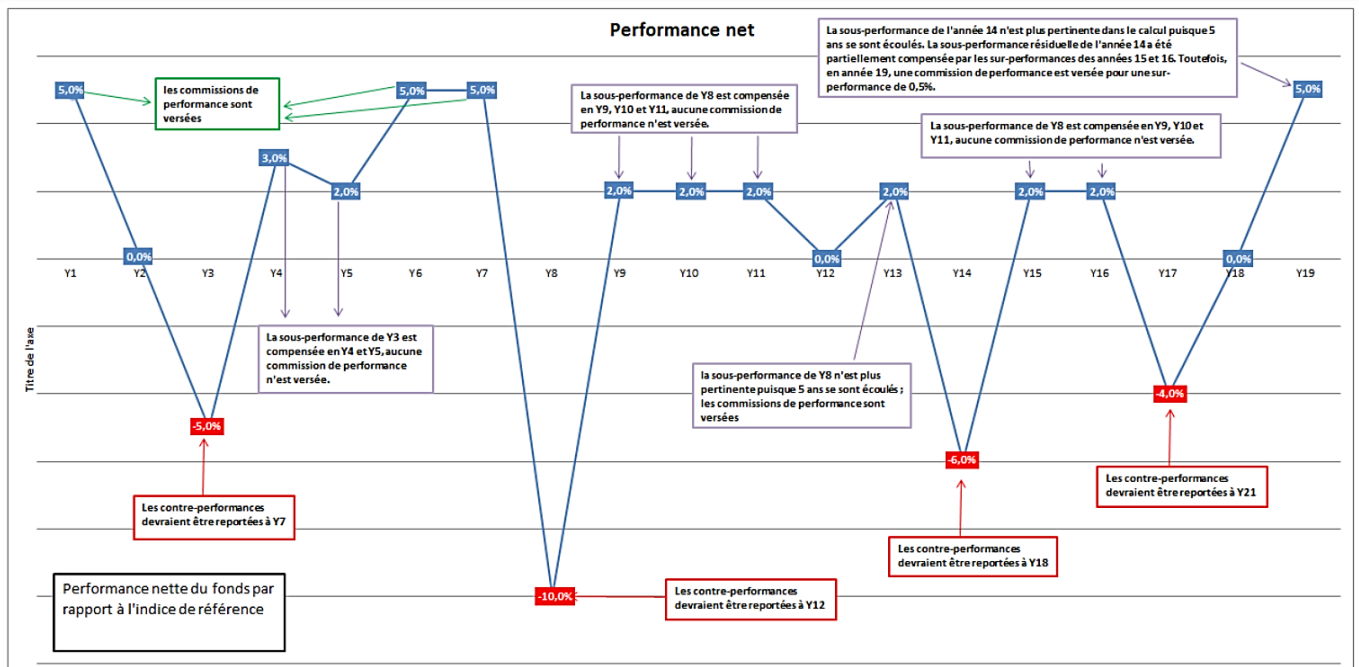 Performance net
La sous-performance de l'année 14 n'est plus pertinente dans le calcul puisque 5
ans se sont écoulés. La sous-performance résiduelle de l'année 14 a été
partiellement compensée par les sur-performances des années 15 et 16. Toutefois,
en année 19, une commission de performance est versée pour une sur-
performance de 0,5%.
les commissions de
performance sont
versées
La sous-performance de Y8 est compensée
en Y9, Y10 et Y11, aucune commission de
performance n'est versée.
La sous-performance de Y8 est compensée en Y9, Y10 et
Y11, aucune commission de performance n'est versée.
5,0%
0,0%
-5,0%
3,0%
2,0%
5,0%
5,0%
-10,0%
2,0%
2,0%
2,0%
0,0%
2,0%
-6,0%
2,0%
2,0%
-4,0%
0,0%
5,0%
Y1
Y2
Y3
Y4
Y5
Y6
Y7
Y8
Y9
Y10
Y11
Y12
Y13
Y14
Y15
Y16
Y17
Y18
Y19
Titre de l'axe
La sous-performance de Y3 est
compensée en Y4 et Y5, aucune
commission de performance
n'est versée.
la sous-performance de Y8 n'est plus
pertinente puisque 5 ans se sont écoulés ;
les commissions de performance sont
versées
Les contre-performances
devraient être reportées à Y7
Les contre-performances
devraient être reportées à Y21
Les contre-performances
devraient être reportées à Y18
Les contre-performances
devraient être reportées à Y12
Performance nette du fonds par
rapport à l'indice de référence